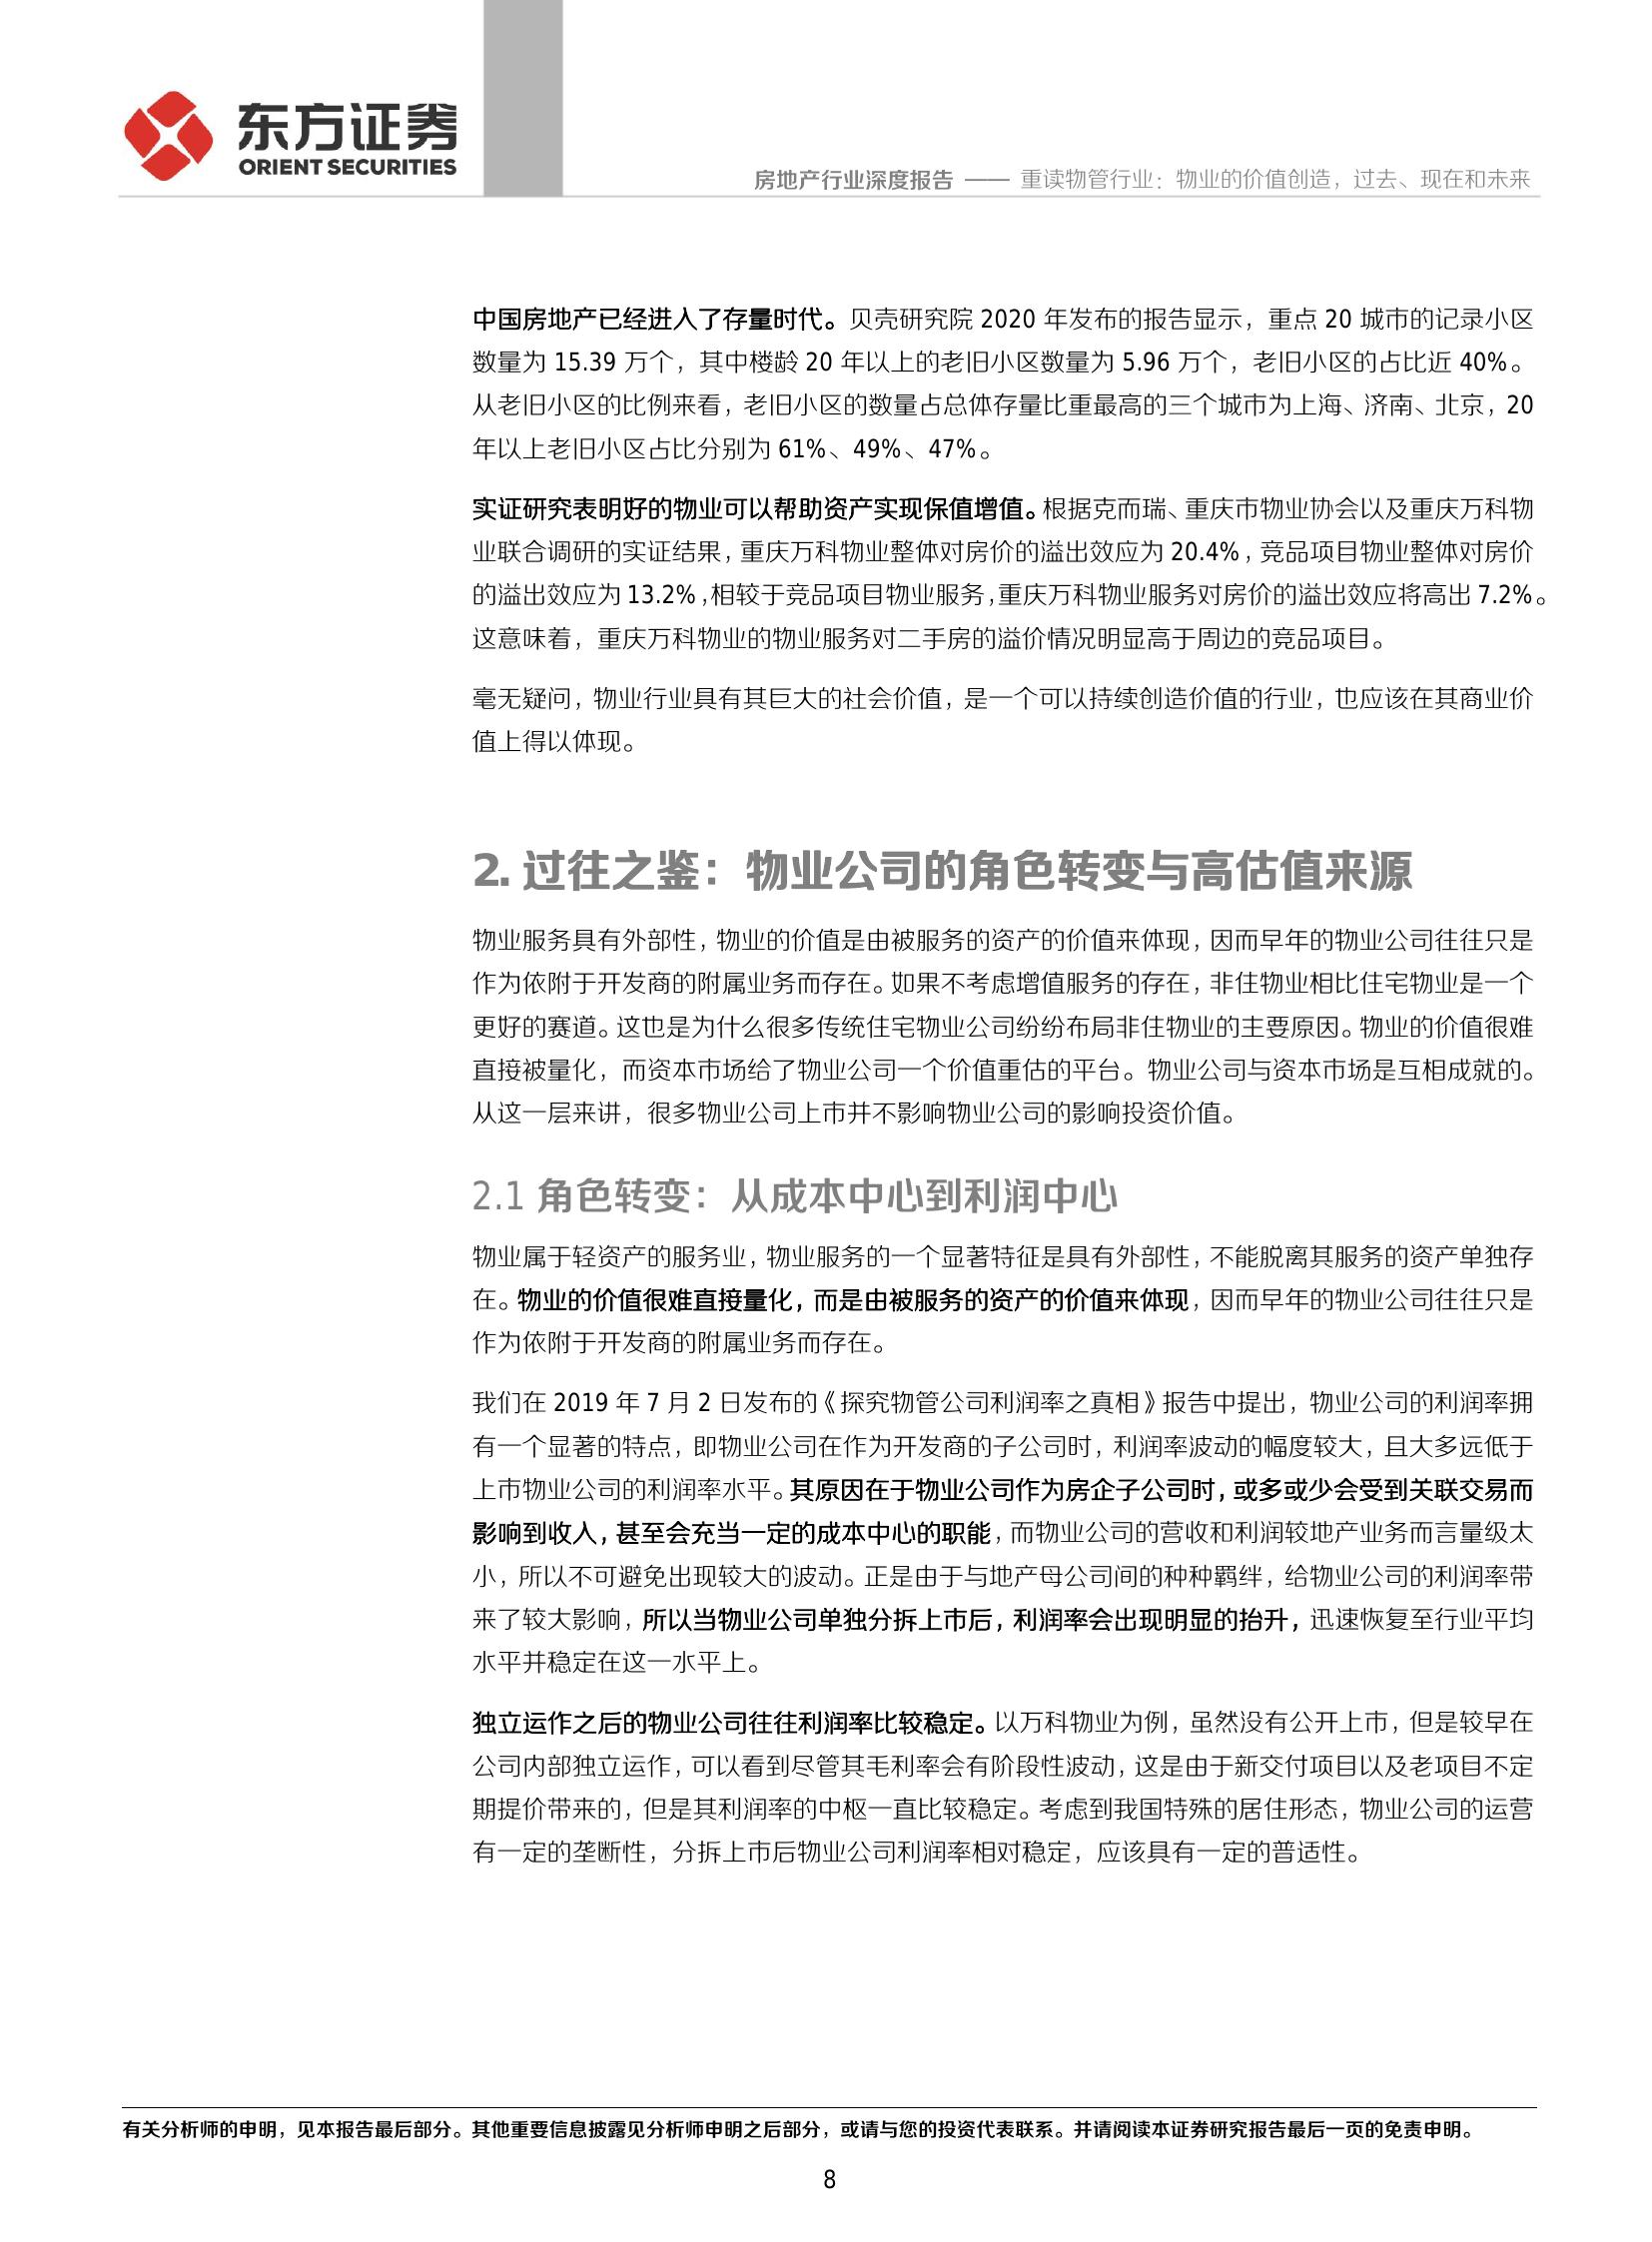 东方证券
ORIENT SECURITIES
房地产行业深度报告 —— 重读物管行业：物业的价值创造，过去、现在和未来
中国房地产已经进入了存量时代。贝壳研究院 2020 年发布的报告显示，重点 20 城市的记录小区
数量为 15.39 万个，其中楼龄 20 年以上的老旧小区数量为 5.96 万个，老旧小区的占比近 40%。
从老旧小区的比例来看，老旧小区的数量占总体存量比重最高的三个城市为上海、济南、北京，20
年以上老旧小区占比分别为 61%、49%、47%。
实证研究表明好的物业可以帮助资产实现保值增值。根据克而瑞、重庆市物业协会以及重庆万科物
业联合调研的实证结果，重庆万科物业整体对房价的溢出效应为 20.4%，竞品项目物业整体对房价
的溢出效应为 13.2%，相较于竞品项目物业服务，重庆万科物业服务对房价的溢出效应将高出 7.2%。
这意味着，重庆万科物业的物业服务对二手房的溢价情况明显高于周边的竞品项目。
毫无疑问，物业行业具有其巨大的社会价值，是一个可以持续创造价值的行业，也应该在其商业价
值上得以体现。
2. 过往之鉴：物业公司的角色转变与高估值来源
物业服务具有外部性，物业的价值是由被服务的资产的价值来体现，因而早年的物业公司往往只是
作为依附于开发商的附属业务而存在。如果不考虑增值服务的存在，非住物业相比住宅物业是一个
更好的赛道。这也是为什么很多传统住宅物业公司纷纷布局非住物业的主要原因。物业的价值很难
直接被量化，而资本市场给了物业公司一个价值重估的平台。物业公司与资本市场是互相成就的。
从这一层来讲，很多物业公司上市并不影响物业公司的影响投资价值。
2.1 角色转变：从成本中心到利润中心
物业属于轻资产的服务业，物业服务的一个显著特征是具有外部性，不能脱离其服务的资产单独存
在。物业的价值很难直接量化，而是由被服务的资产的价值来体现，因而早年的物业公司往往只是
作为依附于开发商的附属业务而存在。
我们在 2019 年 7 月 2 日发布的《探究物管公司利润率之真相》报告中提出，物业公司的利润率拥
有一个显著的特点，即物业公司在作为开发商的子公司时，利润率波动的幅度较大，且大多远低于
上市物业公司的利润率水平。其原因在于物业公司作为房企子公司时，或多或少会受到关联交易而
影响到收入，甚至会充当一定的成本中心的职能，而物业公司的营收和利润较地产业务而言量级太
小，所以不可避免出现较大的波动。正是由于与地产母公司间的种种羁绊，给物业公司的利润率带
来了较大影响，所以当物业公司单独分拆上市后，利润率会出现明显的抬升，迅速恢复至行业平均
水平并稳定在这一水平上。
独立运作之后的物业公司往往利润率比较稳定。以万科物业为例，虽然没有公开上市，但是较早在
公司内部独立运作，可以看到尽管其毛利率会有阶段性波动，这是由于新交付项目以及老项目不定
期提价带来的，但是其利润率的中枢一直比较稳定。考虑到我国特殊的居住形态，物业公司的运营
有一定的垄断性，分拆上市后物业公司利润率相对稳定，应该具有一定的普适性。
有关分析师的申明，见本报告最后部分。其他重要信息披露见分析师申明之后部分，或请与您的投资代表联系。并请阅读本证券研究报告最后一页的免责申明。
8